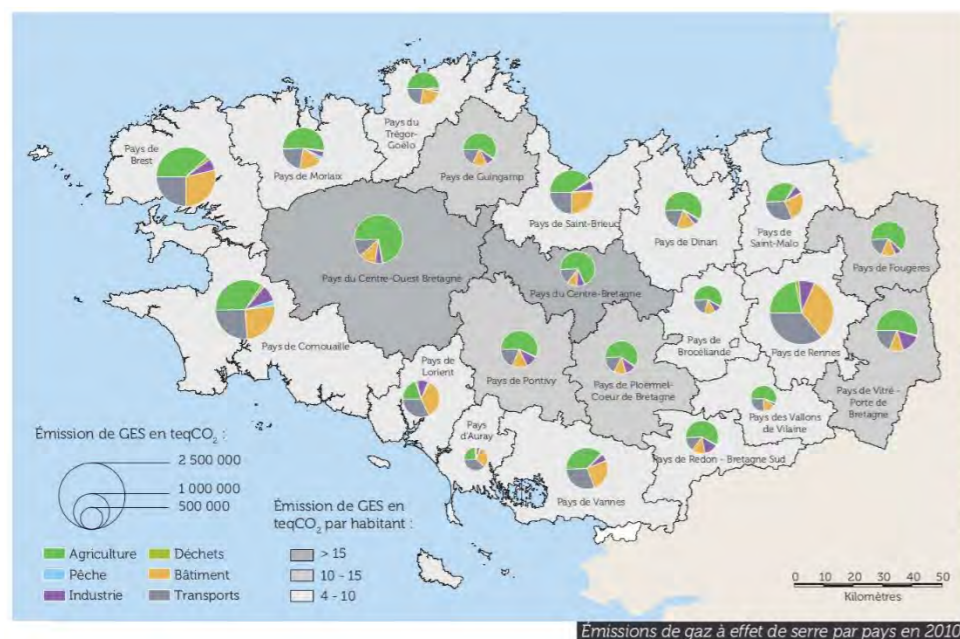 Pays du
Trégor-
Goëlo
Pays de
Brest
Pays de Morlaix
Pays de Guingamp
Pays de Saint-Brieuc
Pays de Dinan
Pays de
Saint-Malo
Pays de Fougères
Pays du Centre-Ouest Bretagne
Pays du Centre-Bretagne
Pays de
Brocéliande
Pays de Rennes
Pays de Cornouaille
Pays de
Lorient
Pays de Pontivy
Pays de Ploërmel-
Coeur de Bretagne
Pays de Vitré -
Porte de
Bretagne
Pays des Vallons
de Vilaine
Pays
d'Auray
Pays de Redon - Bretagne Sud
Pays de Vannes
Émission de GES en teqCO2 :
2 500 000
1 000 000
500 000
Agriculture
Déchets
Pêche
Bâtiment
Industrie
Transports
Émission de GES en
teqCO2 par habitant :
> 15
10 - 15
4 - 10
0 10 20 30 40 50
Kilomètres
Émissions de gaz à effet de serre par pays en 2010